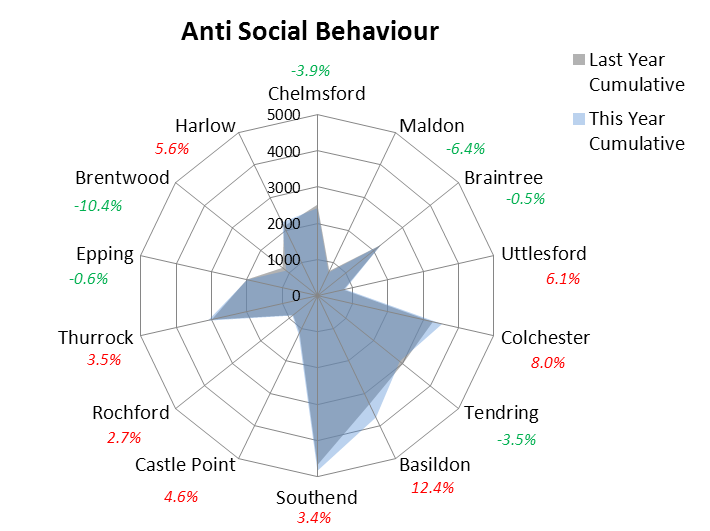 Anti Social Behaviour
Last Year
Cumulative
This Year
Cumulative
-3.9%
Chelmsford
Maldon
-6.4%
Braintree
-0.5%
Uttlesford
6.1%
Colchester
8.0%
Tendring
-3.5%
Basildon
12.4%
Southend
3.4%
Castle Point
4.6%
Rochford
2.7%
Thurrock
3.5%
Epping
-0.6%
Brentwood
-10.4%
Harlow
5.6%
5000
4000
3000
2000
1000
0